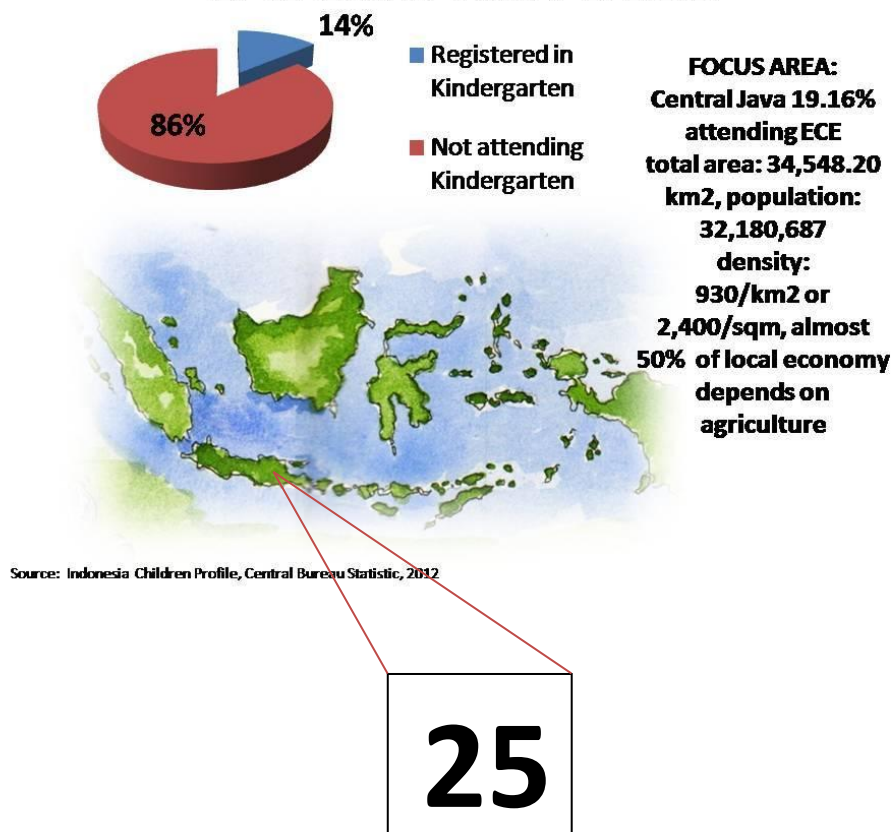 14%
86%
Registered in
Kindergarten
Not attending
Kindergarten
FOCUS AREA:
Central Java 19.16%
attending ECE
total area: 34,548.20
km2, population:
32,180,687
density:
930/km2 or
2,400/sqm, almost
50% of local economy
depends on
agriculture
Source: Indonesia Children Profile, Central Bureau Statistic, 2012
25